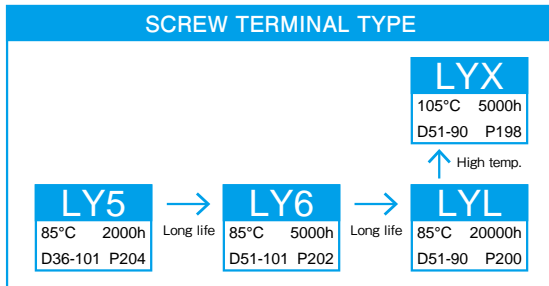 SCREW TERMINAL TYPE
LYX
105°C 5000h
D51-90 P198
High temp.
LY5
85°C 2000h
D36-101 P204
Long life
LY6
85°C 5000h
D51-101 P202
Long life
LYL
85°C 20000h
D51-90 P200